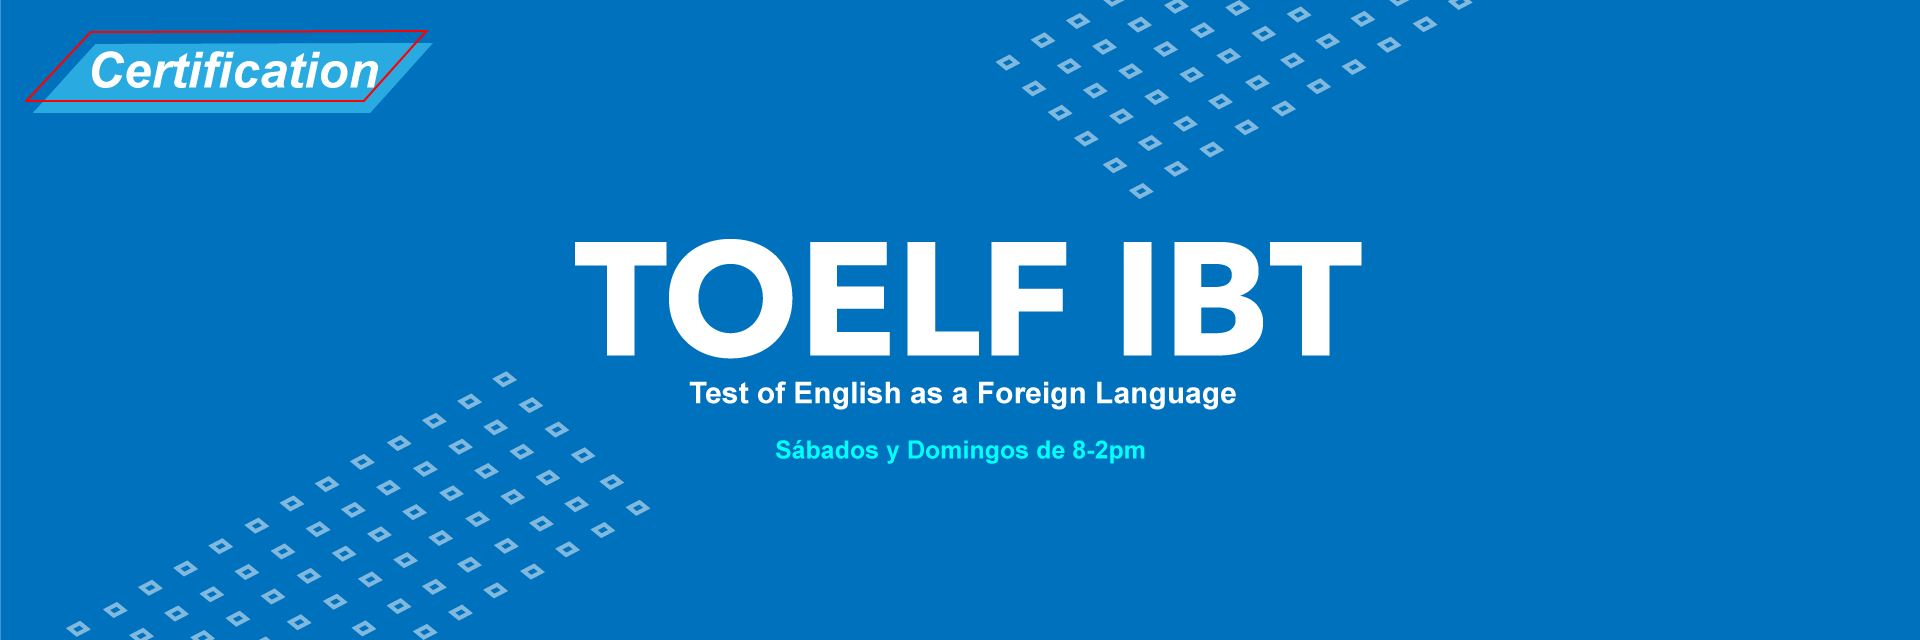 Certification
TOELF IBT
Test of English as a Foreign Language
Sábados y Domingos de 8-2pm